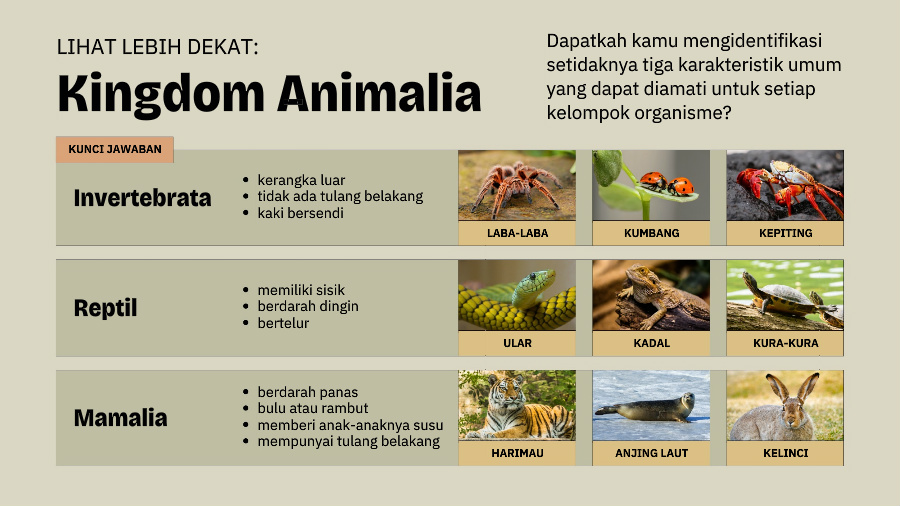 LIHAT LEBIH DEKAT:
Kingdom Animalia
Dapatkah kamu mengidentifikasi
setidaknya tiga karakteristik umum
yang dapat diamati untuk setiap
kelompok organisme?
KUNCI JAWABAN
Invertebrata
• kerangka luar
• tidak ada tulang belakang
• kaki bersendi
LABA-LABA
KUMBANG
KEPITING
Reptil
• memiliki sisik
• berdarah dingin
• bertelur
ULAR
KADAL
KURA-KURA
Mamalia
• berdarah panas
• bulu atau rambut
• memberi anak-anaknya susu
• mempunyai tulang belakang
HARIMAU
ANJING LAUT
KELINCI